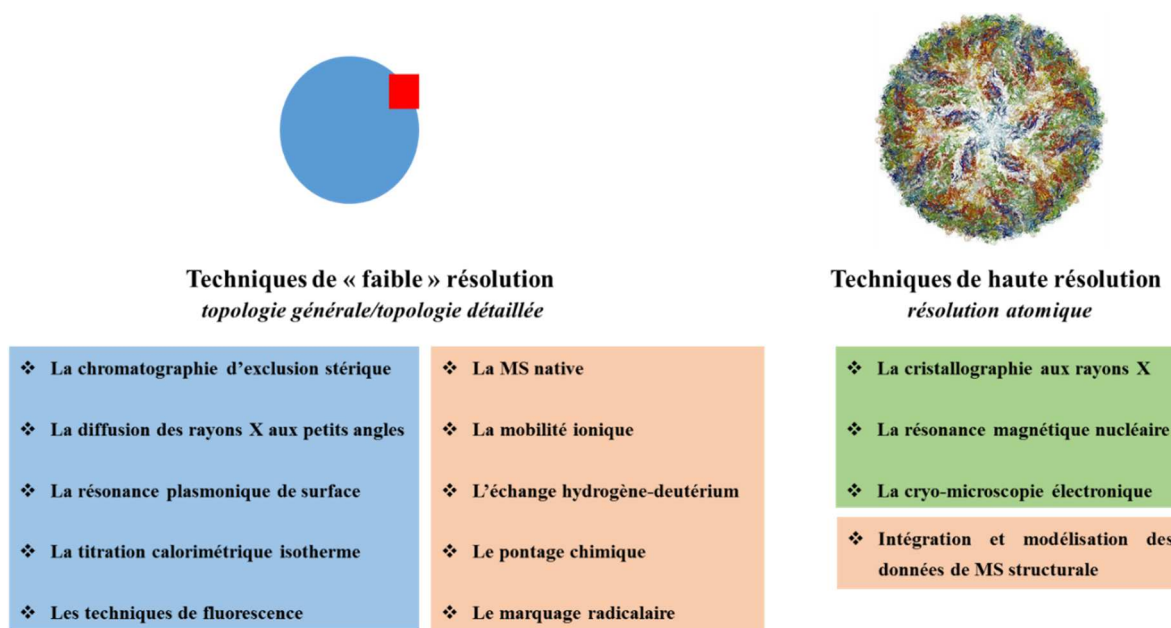 Techniques de « faible » résolution
topologie générale/topologie détaillée
❖ La chromatographie d’exclusion stérique
❖ La diffusion des rayons X aux petits angles
❖ La résonance plasmonique de surface
❖ La titration calorimétrique isotherme
❖ Les techniques de fluorescence
❖ La MS native
❖ La mobilité ionique
❖ L’échange hydrogène-deutérium
❖ Le pontage chimique
❖ Le marquage radicalaire
Techniques de haute résolution
résolution atomique
❖ La cristallographie aux rayons X
❖ La résonance magnétique nucléaire
❖ La cryo-microscopie électronique
❖ Intégration et modélisation des
données de MS structurale